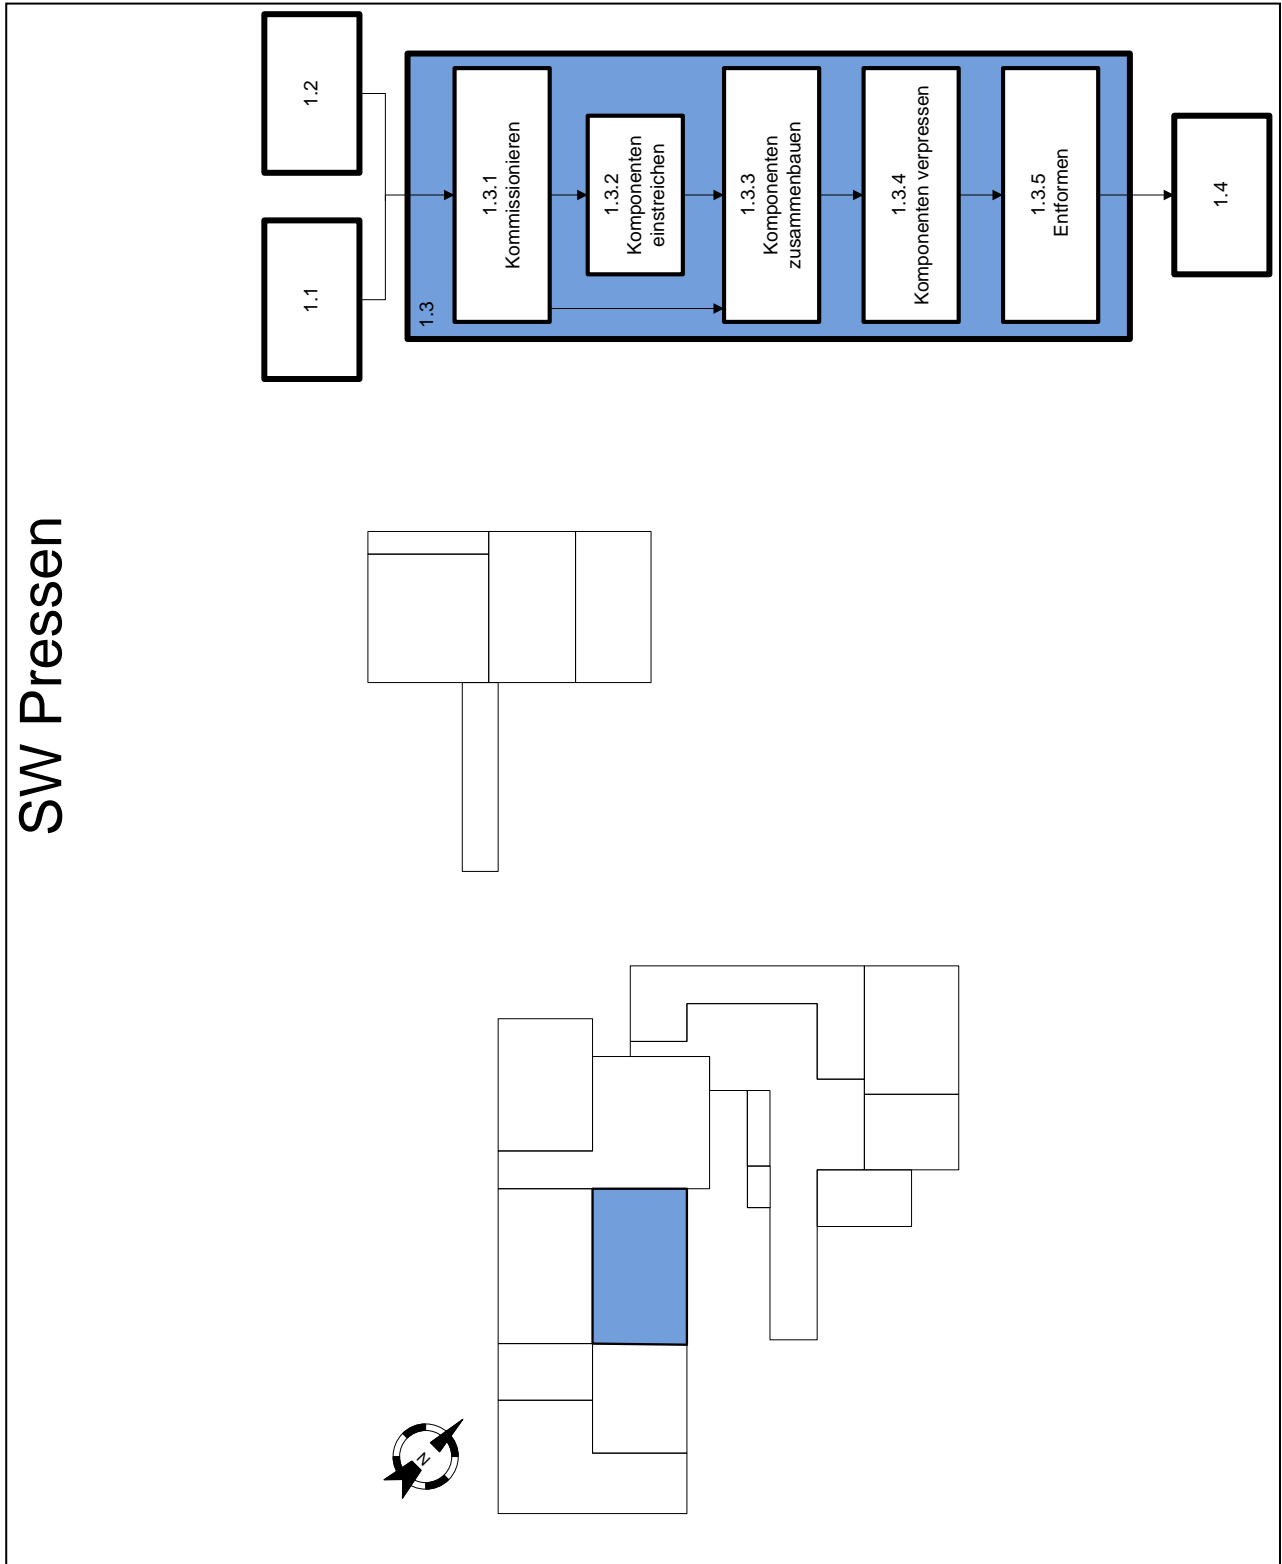 SW Pressen
1.1
1.2
1.3
1.3.1
Kommissionieren
1.3.2
Komponenten
einstreichen
1.3.3
Komponenten
zusammenbauen
1.3.4
Komponenten verpressen
1.3.5
Entformen
1.4
N